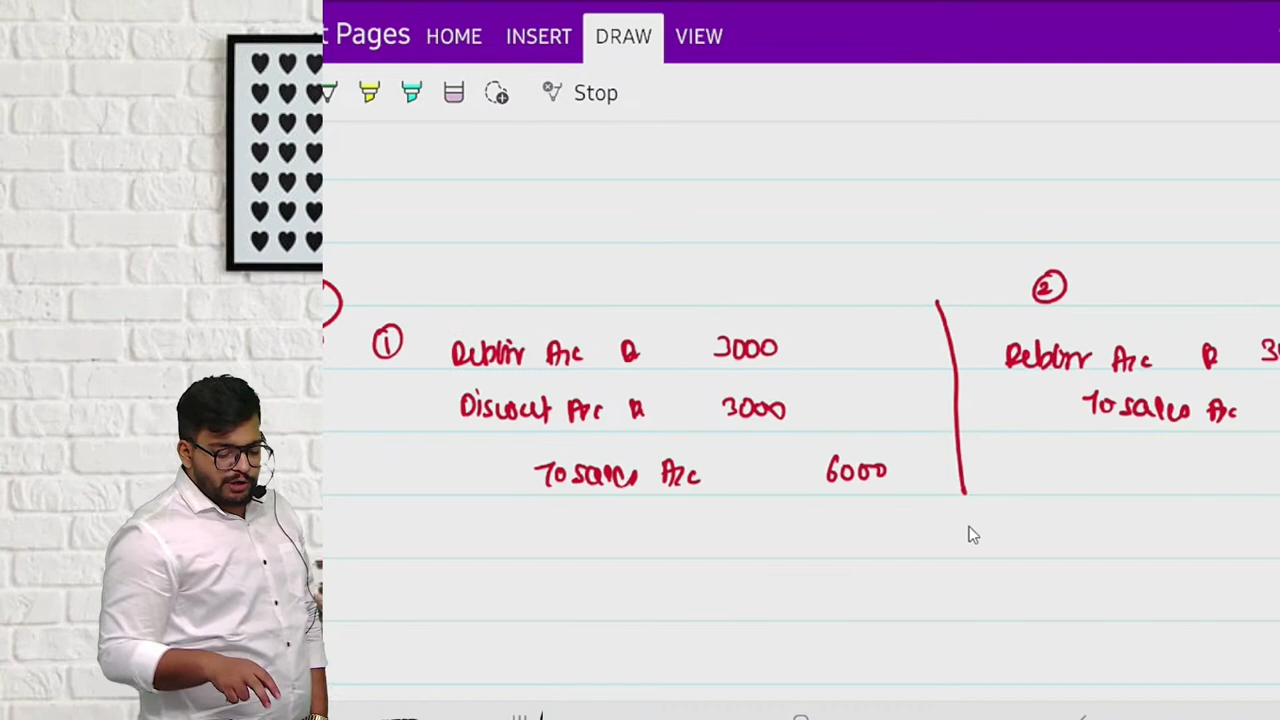 t Pages HOME INSERT DRAW VIEW
Stop
①
Debtor A/c Dr 3000
Discount A/c Dr 3000
To sales A/c 6000
②
Debtor A/c Dr 3
To sales A/c